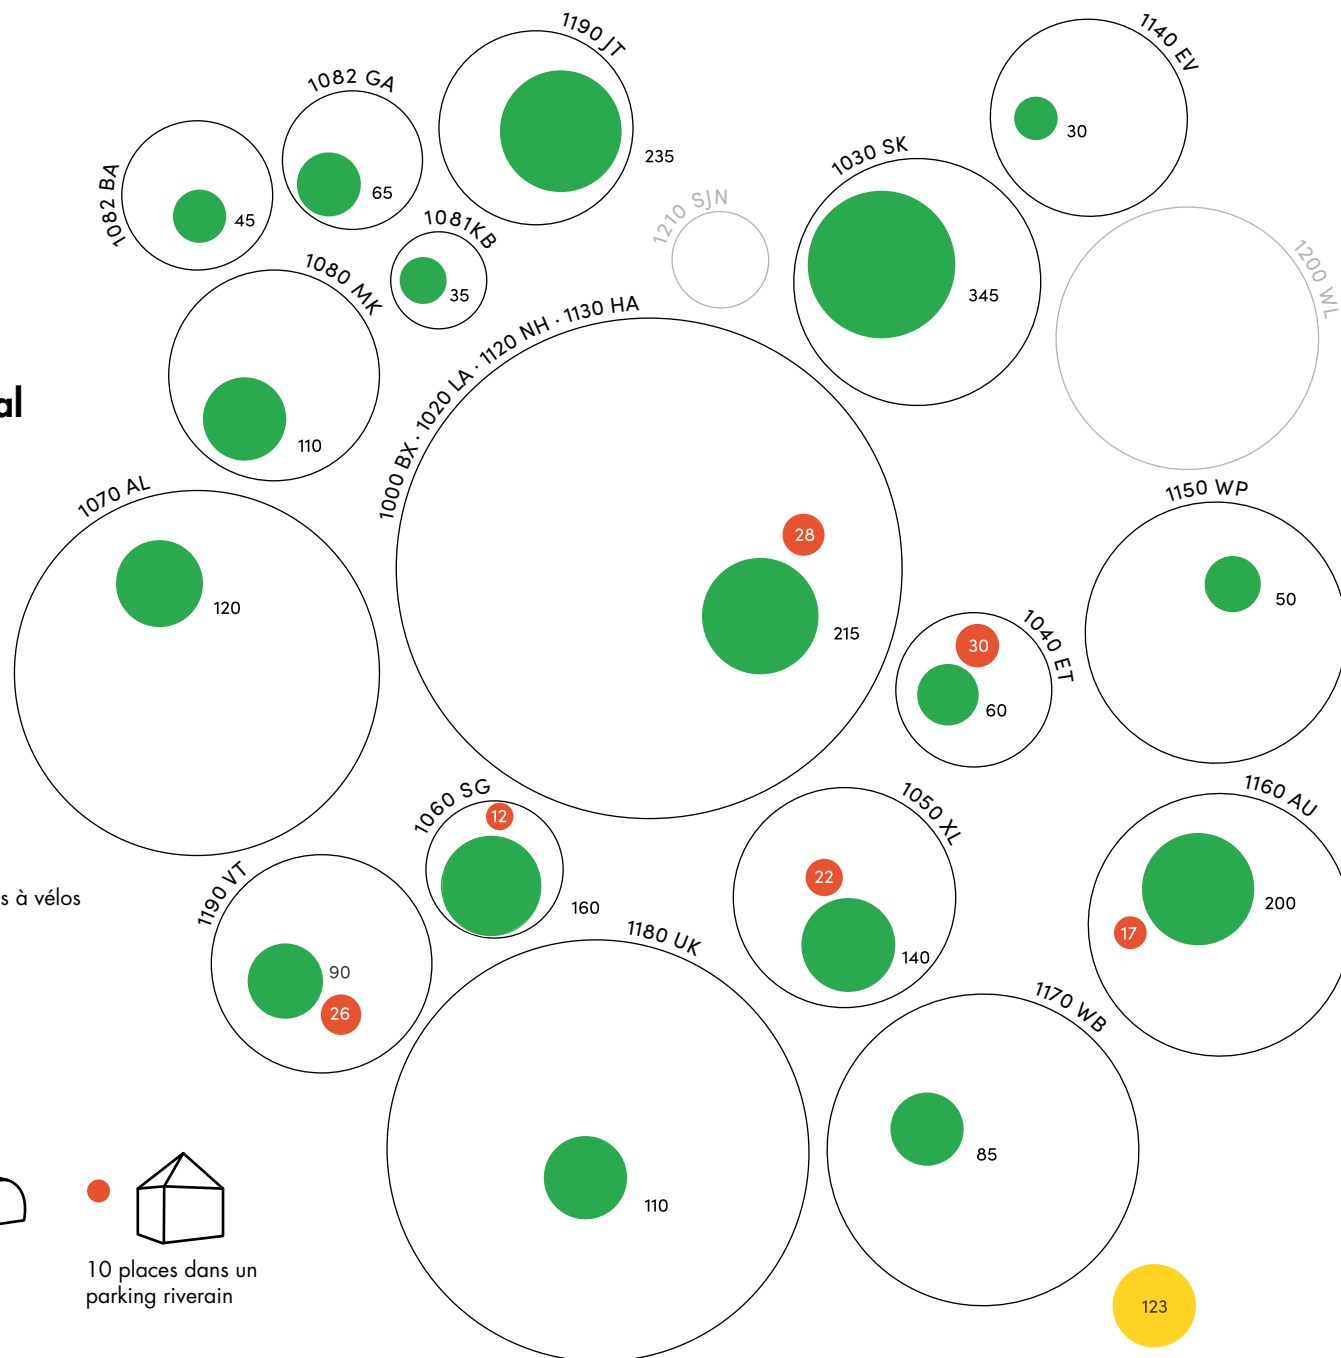 1190 JT
235
1140 EV
30
1082 GA
65
1082 BA
45
1030 SK
345
1081KB
35
1210 SJN
1200 WL
1080 MK
110
1000 BX · 1020 LA · 1120 NH · 1130 HA
28
215
al
1070 AL
120
1150 WP
50
1040 ET
30
60
1060 SG
12
160
1050 XL
22
140
1160 AU
200
17
s à vélos
1190 VT
90
26
1180 UK
110
1170 WB
85
10 places dans un
parking riverain
123